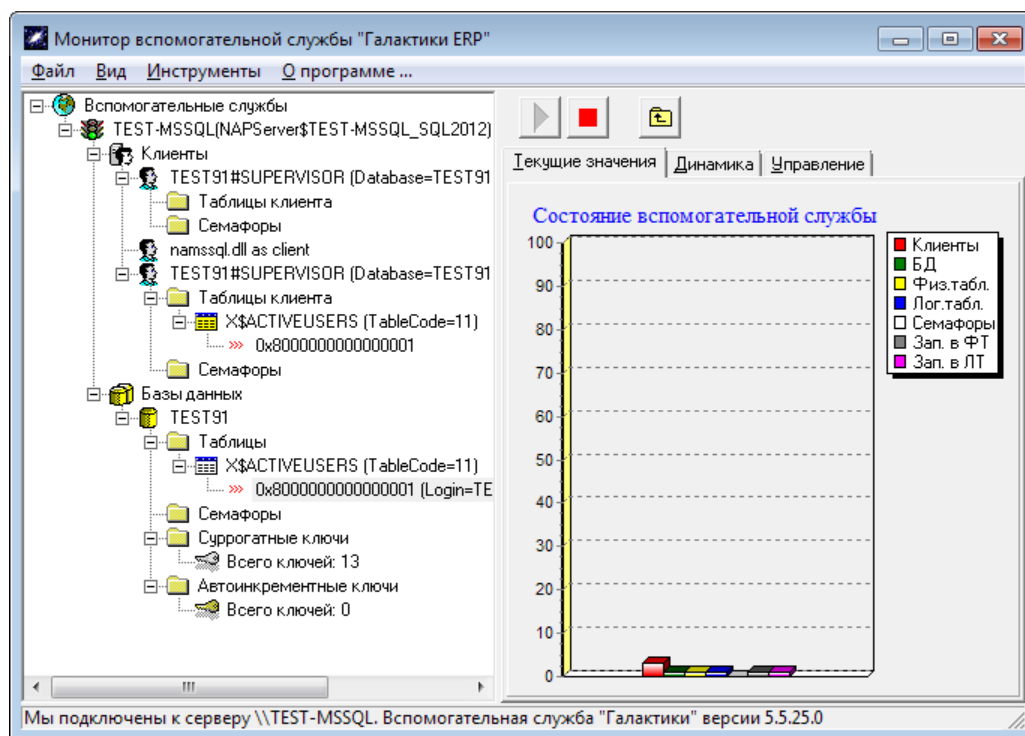 Монитор вспомогательной службы "Галактики ERP"
Файл Вид Инструменты О программе ...
Вспомогательные службы
TEST-MSSQL(NAPServer$TEST-MSSQL_SQL2012)
Клиенты
TEST91#SUPERVISOR (Database=TEST91
Таблицы клиента
Семафоры
namssql.dll as client
TEST91#SUPERVISOR (Database=TEST91
Таблицы клиента
X$ACTIVEUSERS (TableCode=11)
0x8000000000000001
Семафоры
Базы данных
TEST91
Таблицы
X$ACTIVEUSERS (TableCode=11)
0x8000000000000001 (Login=TE
Семафоры
Суррогатные ключи
Всего ключей: 13
Автоинкрементные ключи
Всего ключей: 0
Текущие значения Динамика Управление
Состояние вспомогательной службы
100
90
80
70
60
50
40
30
20
10
0
Клиенты
БД
Физ.табл.
Лог.табл.
Семафоры
Зап. в ФТ
Зап. в ЛТ
Мы подключены к серверу \\TEST-MSSQL. Вспомогательная служба "Галактики" версии 5.5.25.0